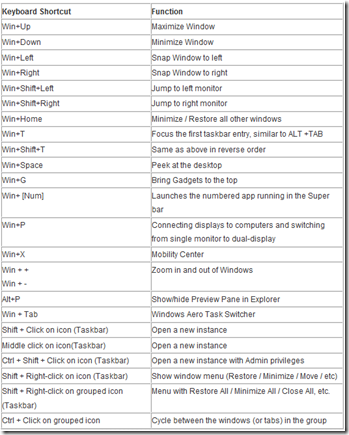 Keyboard Shortcut Function
Win+Up Maximize Window
Win+Down Minimize Window
Win+Left Snap Window to left
Win+Right Snap Window to right
Win+Shift+Left Jump to left monitor
Win+Shift+Right Jump to right monitor
Win+Home Minimize / Restore all other windows
Win+T Focus the first taskbar entry, similar to ALT +TAB
Win+Shift+T Same as above in reverse order
Win+Space Peek at the desktop
Win+G Bring Gadgets to the top
Win+ [Num] Launches the numbered app running in the Super
bar
Win+P Connecting displays to computers and switching
from single monitor to dual-display
Win+X Mobility Center
Win + + Zoom in and out of Windows
Win + -
Alt+P Show/hide Preview Pane in Explorer
Win + Tab Windows Aero Task Switcher
Shift + Click on icon (Taskbar) Open a new instance
Middle click on icon(Taskbar) Open a new instance
Ctrl + Shift + Click on icon (Taskbar) Open a new instance with Admin privileges
Shift + Right-click on icon (Taskbar) Show window menu (Restore / Minimize / Move / etc)
Shift + Right-click on grouped icon Menu with Restore All / Minimize All / Close All, etc.
(Taskbar)
Ctrl + Click on grouped icon Cycle between the windows (or tabs) in the group